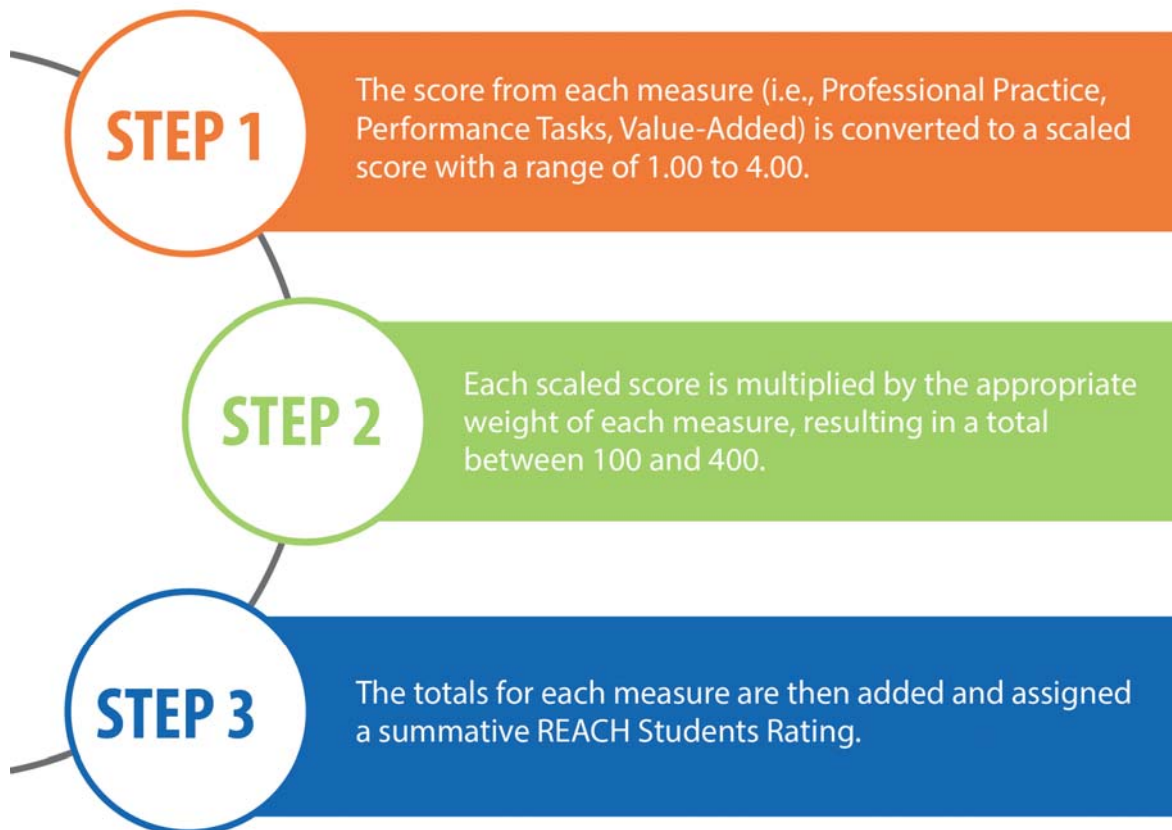 STEP 1
The score from each measure (i.e., Professional Practice,
Performance Tasks, Value-Added) is converted to a scaled
score with a range of 1.00 to 4.00.
STEP 2
Each scaled score is multiplied by the appropriate
weight of each measure, resulting in a total
between 100 and 400.
STEP 3
The totals for each measure are then added and assigned
a summative REACH Students Rating.